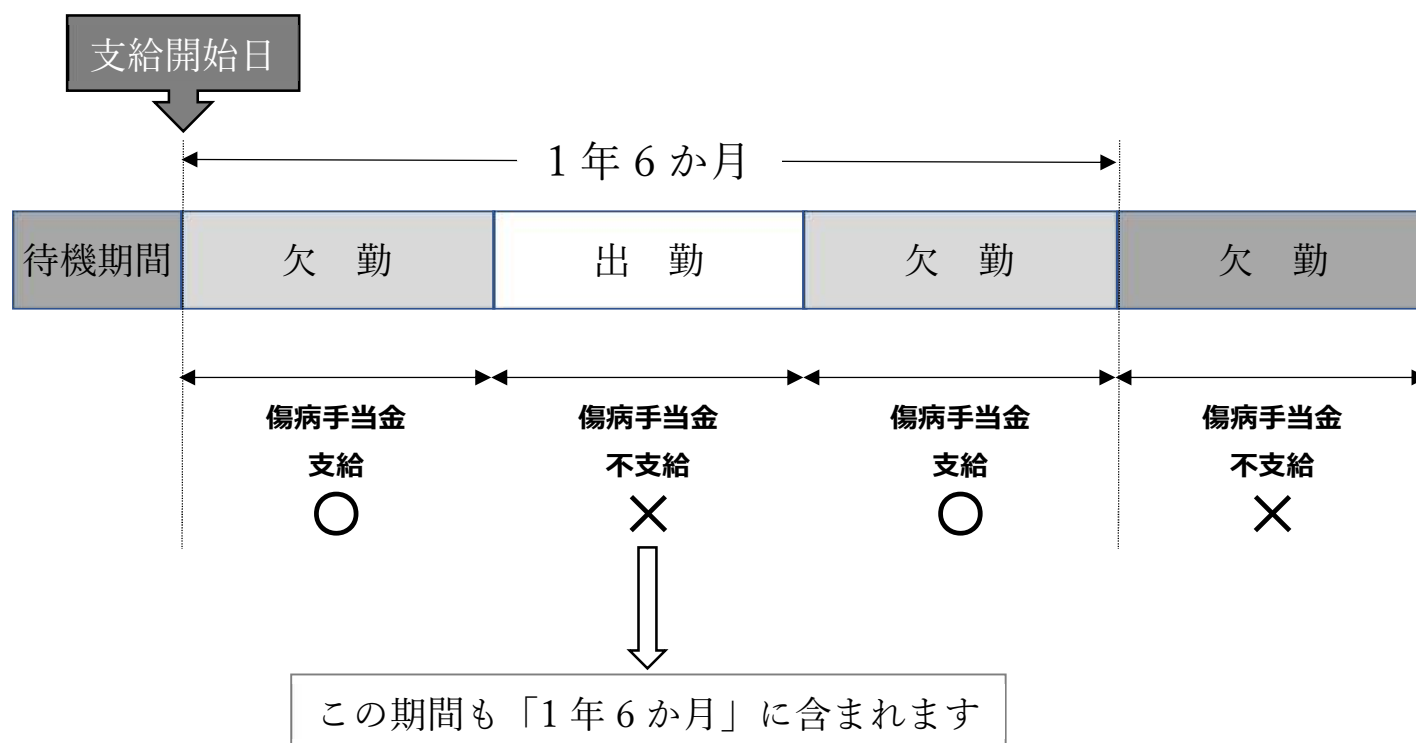 支給開始日
1年6か月
待機期間
欠 勤
出 勤
欠 勤
欠 勤
傷病手当金
支給
○
傷病手当金
不支給
×
傷病手当金
支給
○
傷病手当金
不支給
×
この期間も「1年6か月」に含まれます